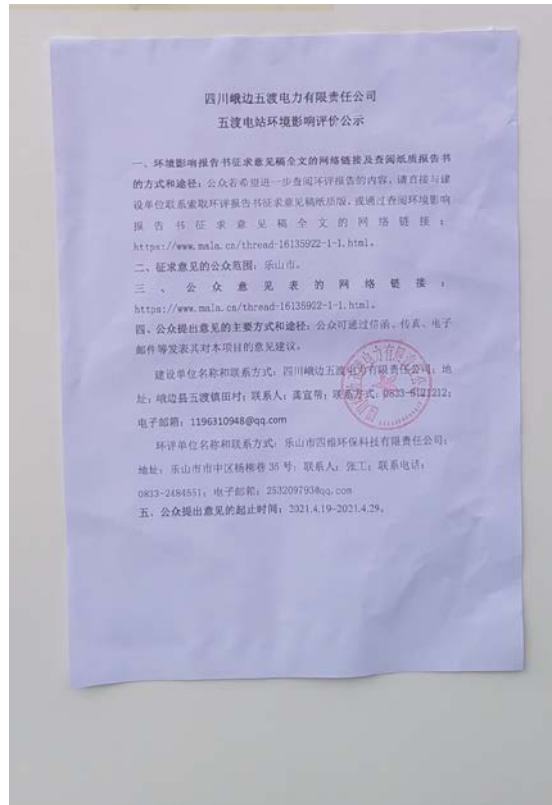 四川峨边五渡电力有限责任公司
五渡电站环境影响评价公示
一、环境影响报告书征求意见稿全文的网络链接及查阅纸质报告书
的方式和途径：公众若希望进一步查阅环评报告的内容，请直接与建
设单位联系索取环评报告书征求意见稿纸质版，或通过查阅环境影响
报告书征求意见稿全文的网络链接：
https://www.mala.cn/thread-16135922-1-1.html。
二、征求意见的公众范围：乐山市。
三、公众意见表的网络链接：
https://www.mala.cn/thread-16135922-1-1.html。
四、公众提出意见的主要方式和途径：公众可通过信函、传真、电子
邮件等发表其对本项目的意见建议。
建设单位名称和联系方式：四川峨边五渡电力有限责任公司；地
址：峨边县五渡镇田村；联系人：龚宜帮；联系方式：0833-5121212；
电子邮箱：1196310948@qq.com
环评单位名称和联系方式：乐山市四维环保科技有限责任公司；
地址：乐山市市中区杨柳巷 35 号；联系人：张工；联系电话：
0833-2484551；电子邮箱：253209793@qq.com
五、公众提出意见的起止时间：2021.4.19-2021.4.29。